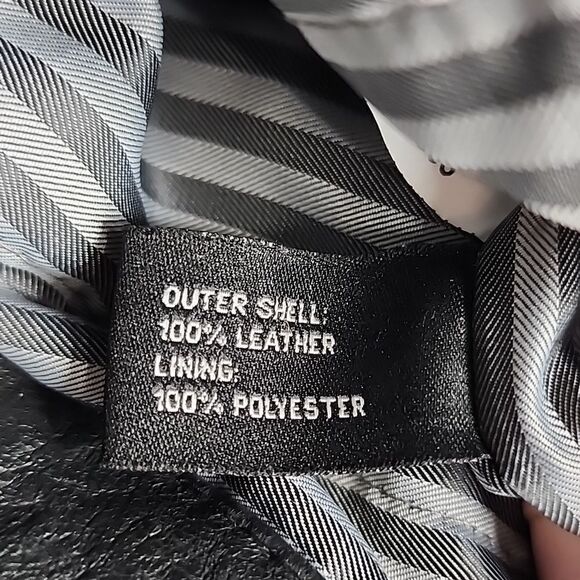 OUTER SHELL:
100% LEATHER
LINING:
100% POLYESTER